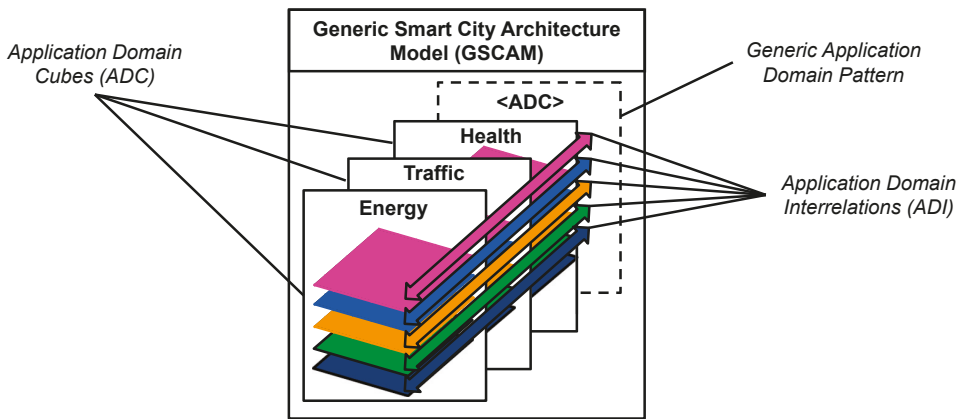 Generic Smart City Architecture
Model (GSCAM)
Application Domain
Cubes (ADC)
Generic Application
Domain Pattern
<ADC>
Health
Traffic
Energy
Application Domain
Interrelations (ADI)